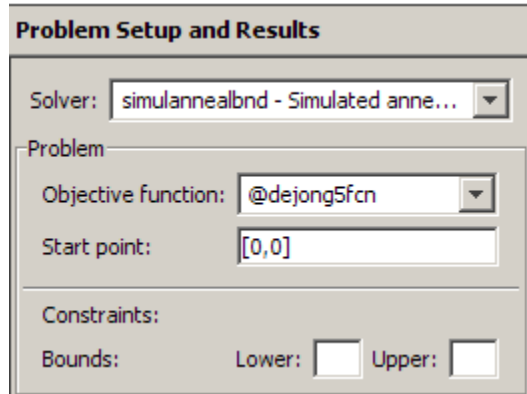 Problem Setup and Results
Solver: simulannealbnd - Simulated anne...
Problem
Objective function: @dejong5fcn
Start point: [0,0]
Constraints:
Bounds: Lower: Upper: